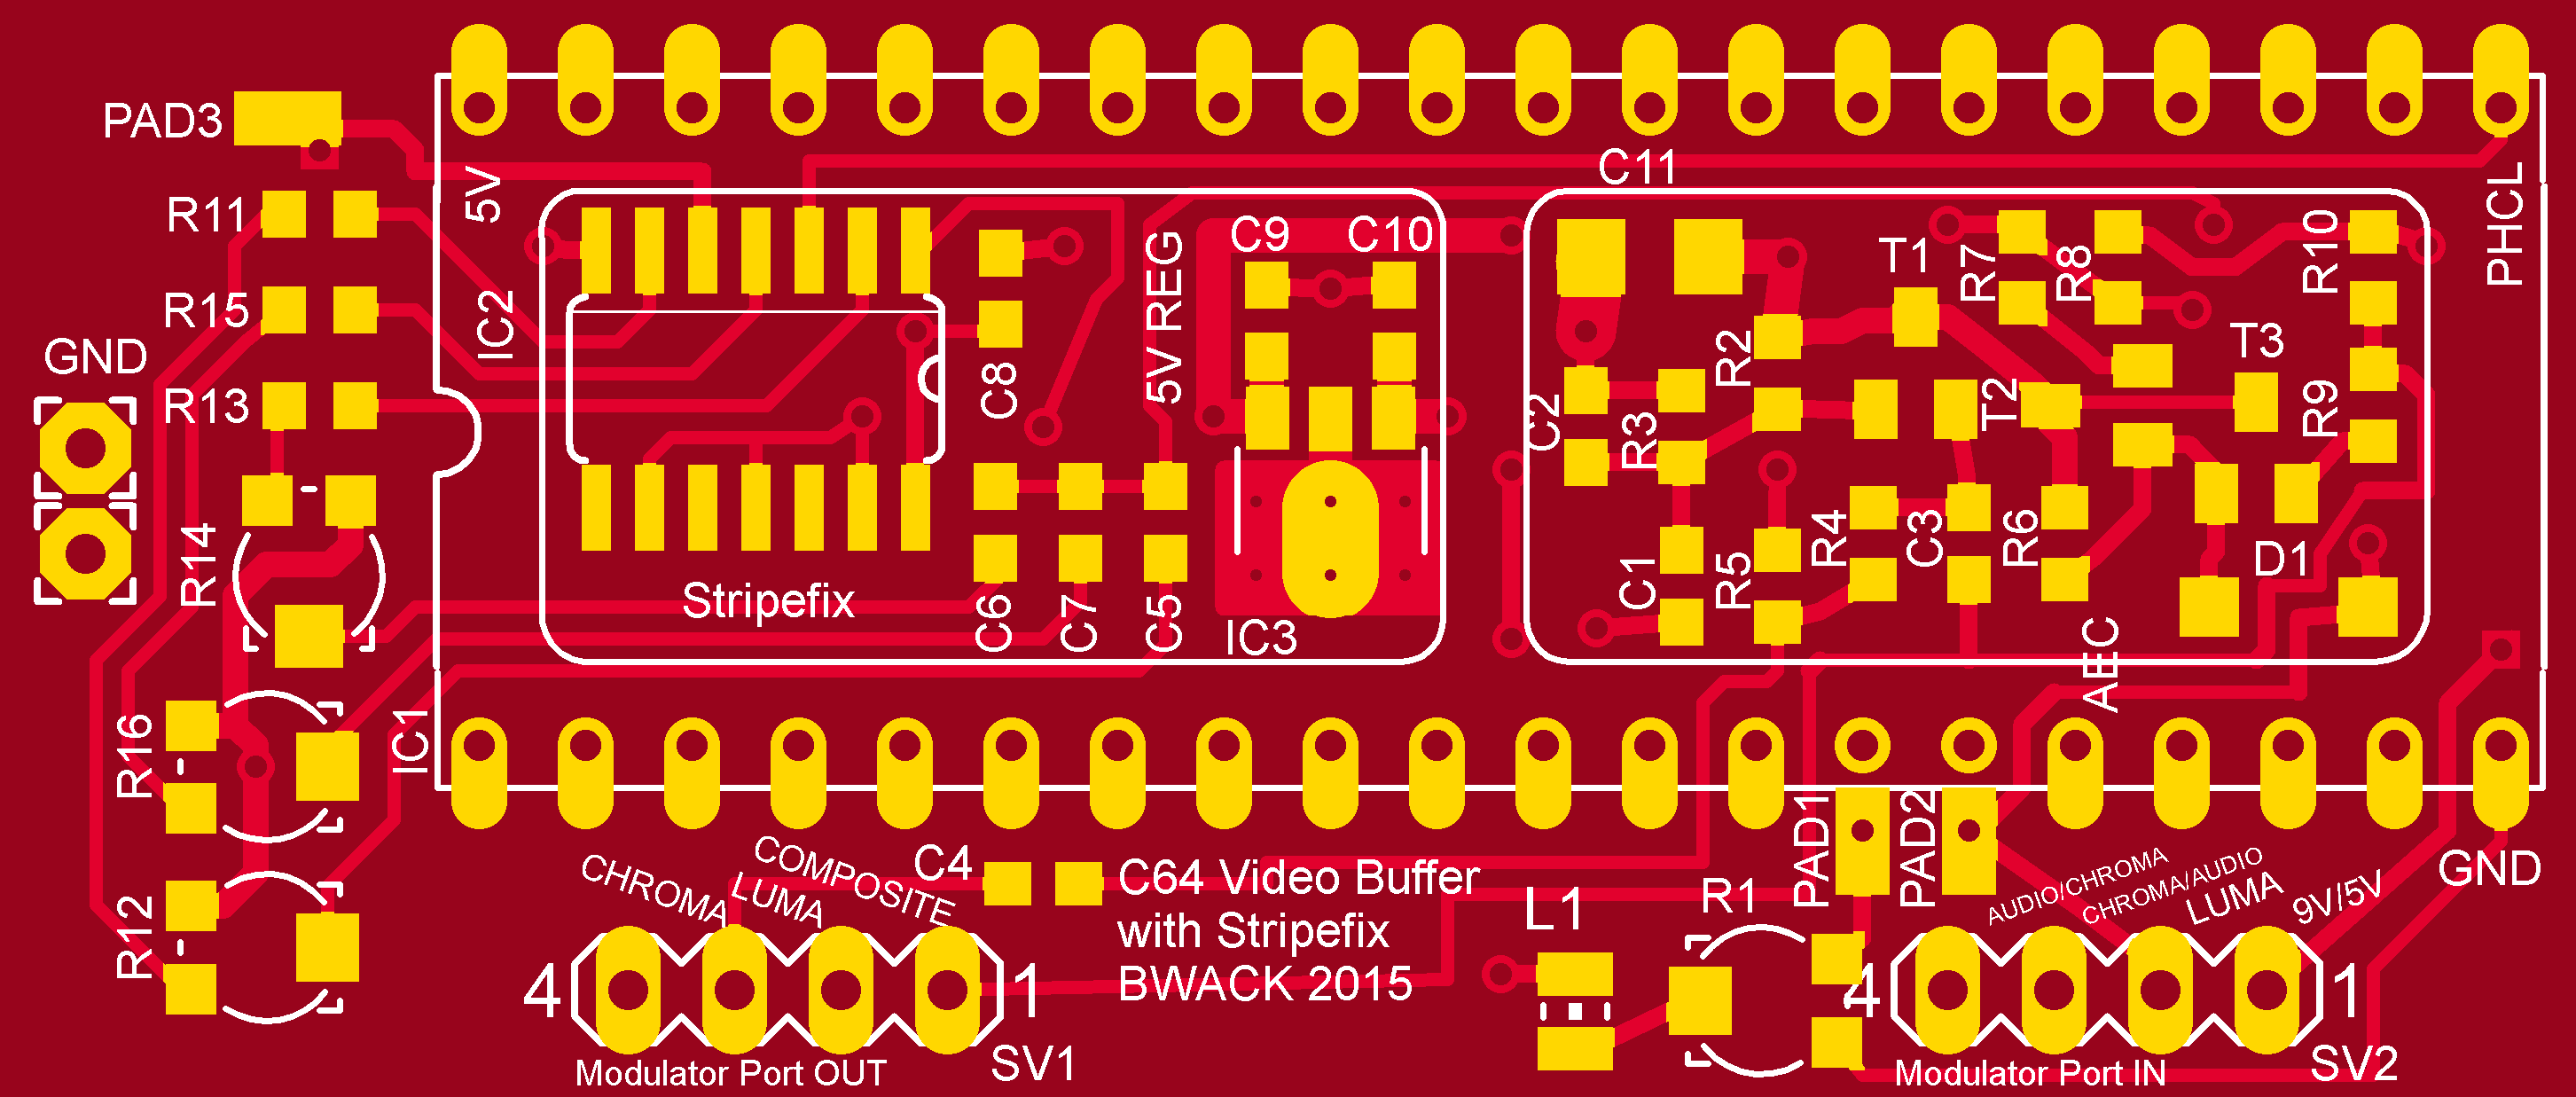 PAD3
R11
R15
R13
GND
R14
R16
R12
5V
IC2
IC1
Stripefix
C8
C6
C7
C5
5V REG
C9
C10
IC3
C11
C2
R3
C1
R2
R5
R4
C3
T1
T2
R6
R7
R8
T3
R10
R9
D1
AEC
PHCL
GND
PAD1
PAD2
CHROMA
LUMA
COMPOSITE
C4
C64 Video Buffer
with Stripefix
BWACK 2015
4
1
SV1
Modulator Port OUT
L1
R1
AUDIO/CHROMA
CHROMA/AUDIO
LUMA
9V/5V
4
1
SV2
Modulator Port IN